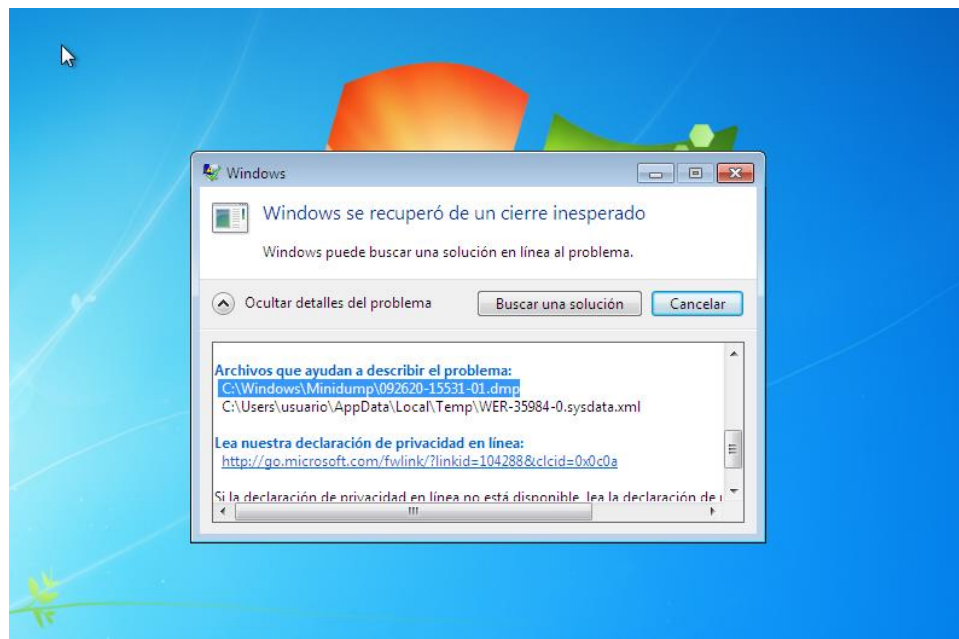 Windows
Windows se recuperó de un cierre inesperado
Windows puede buscar una solución en línea al problema.
Ocultar detalles del problema
Buscar una solución
Cancelar
Archivos que ayudan a describir el problema:
C:\Windows\Minidump\092620-15531-01.dmp
C:\Users\usuario\AppData\Local\Temp\WER-35984-0.sysdata.xml
Lea nuestra declaración de privacidad en línea:
http://go.microsoft.com/fwlink/?linkid=104288&clcid=0x0c0a
Si la declaración de privacidad en línea no está disponible, lea la declaración de